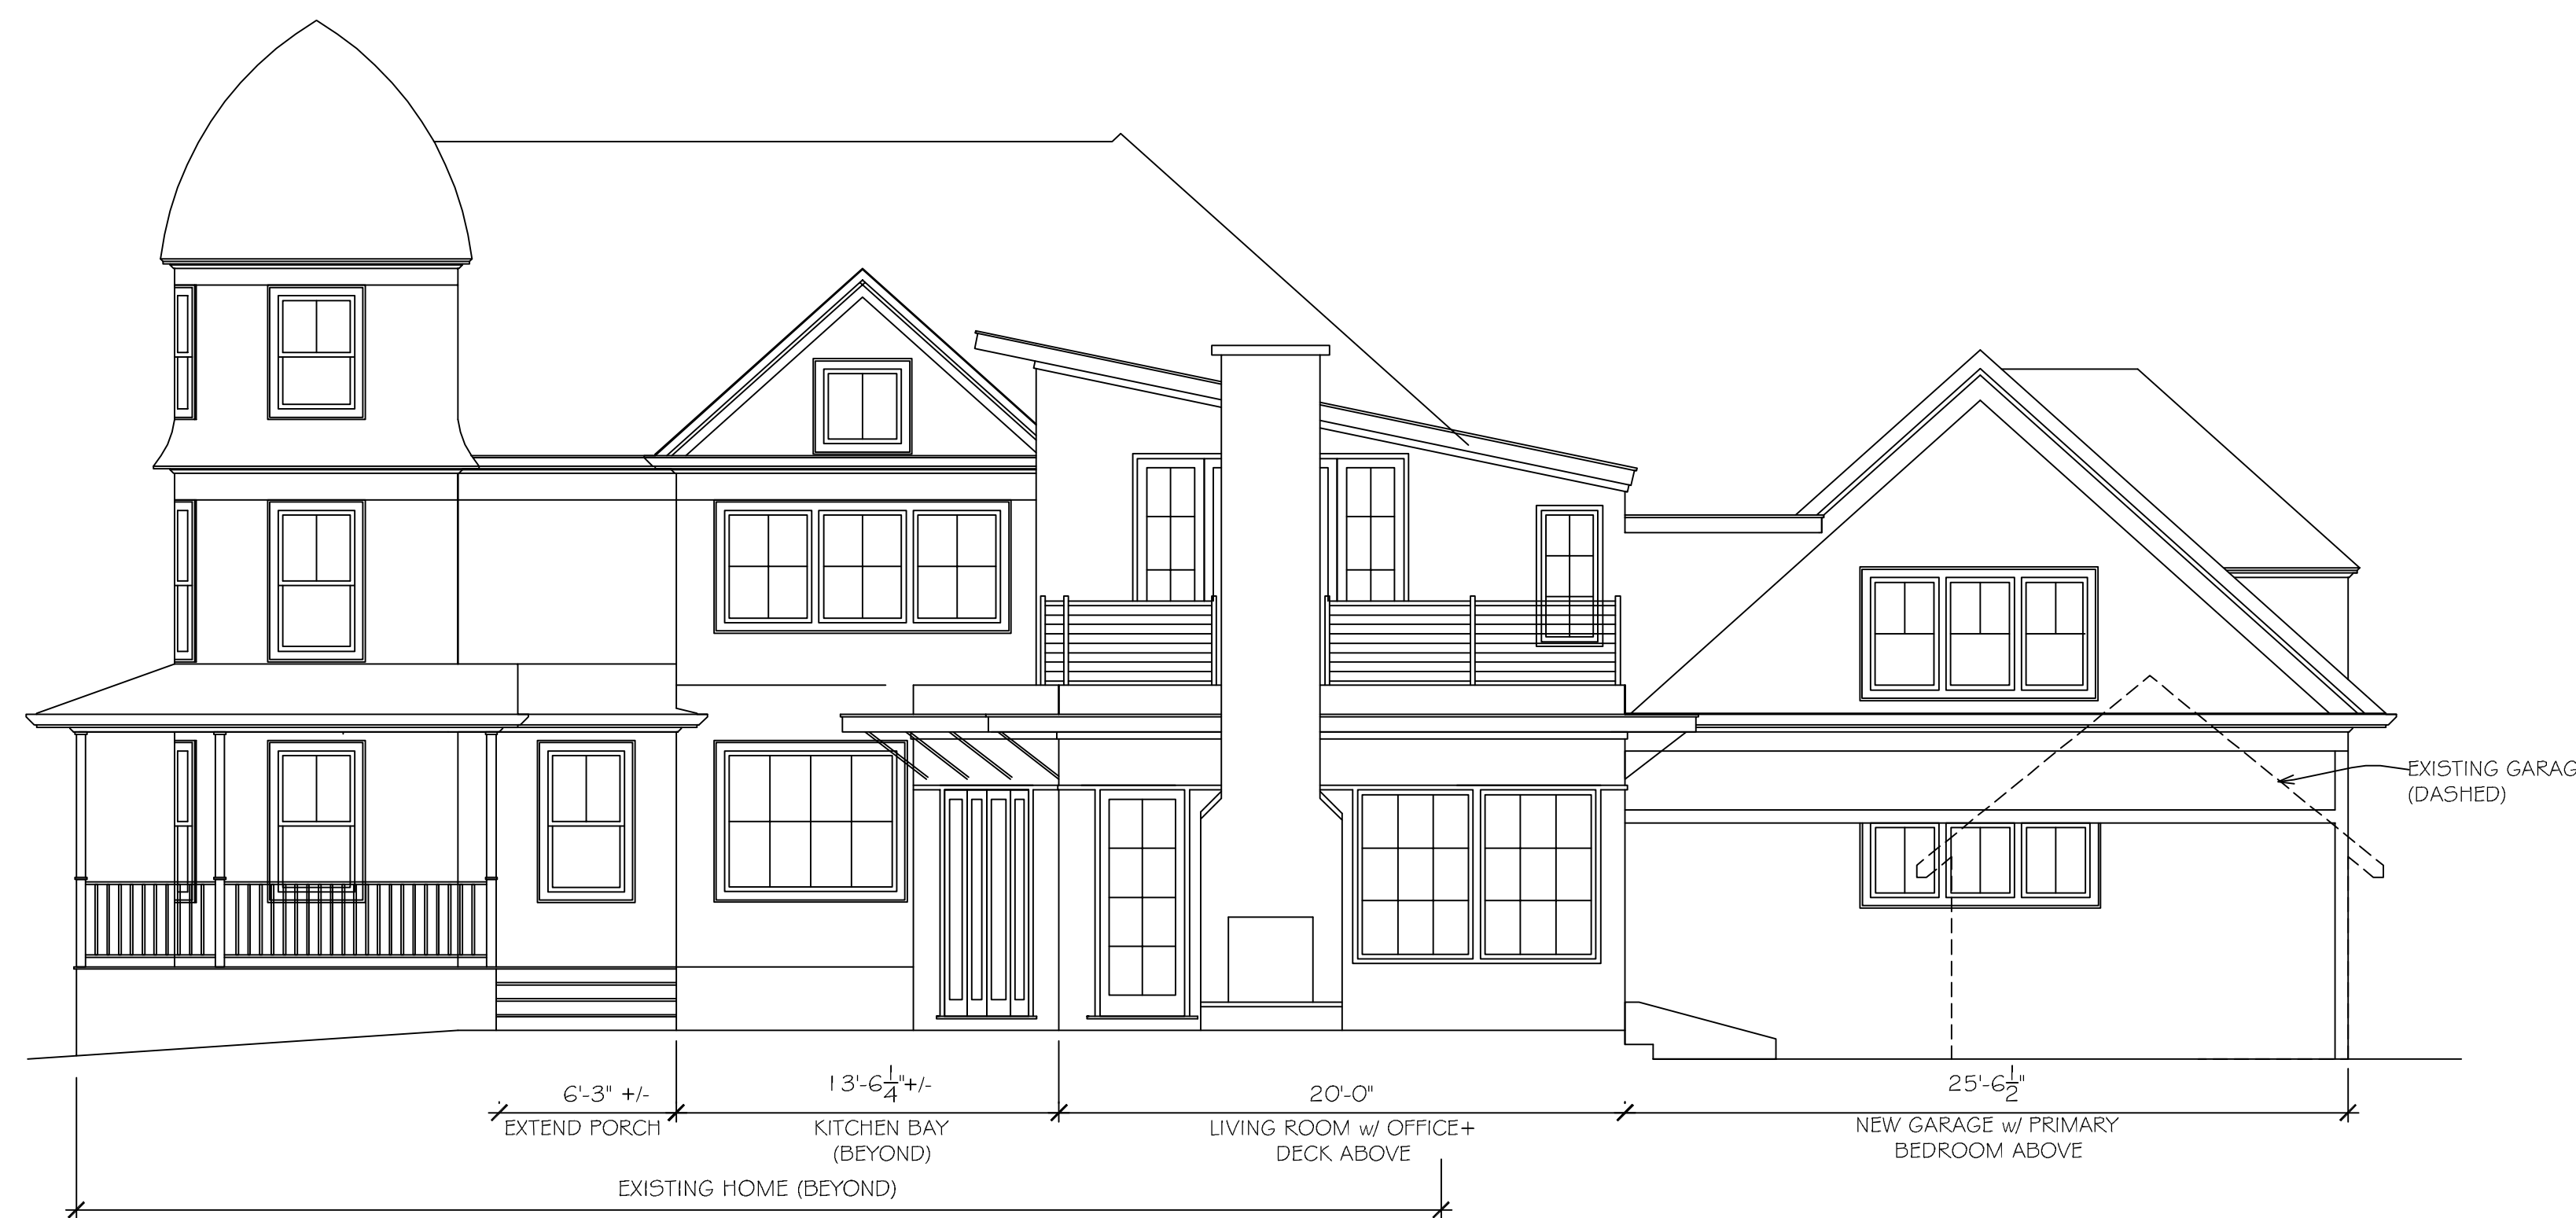 EXISTING GARAG
(DASHED)
6'-3" +/-
EXTEND PORCH
13'-6 1/4"+/-
KITCHEN BAY
(BEYOND)
20'-0"
LIVING ROOM w/ OFFICE+
DECK ABOVE
25'-6 1/2"
NEW GARAGE w/ PRIMARY
BEDROOM ABOVE
EXISTING HOME (BEYOND)